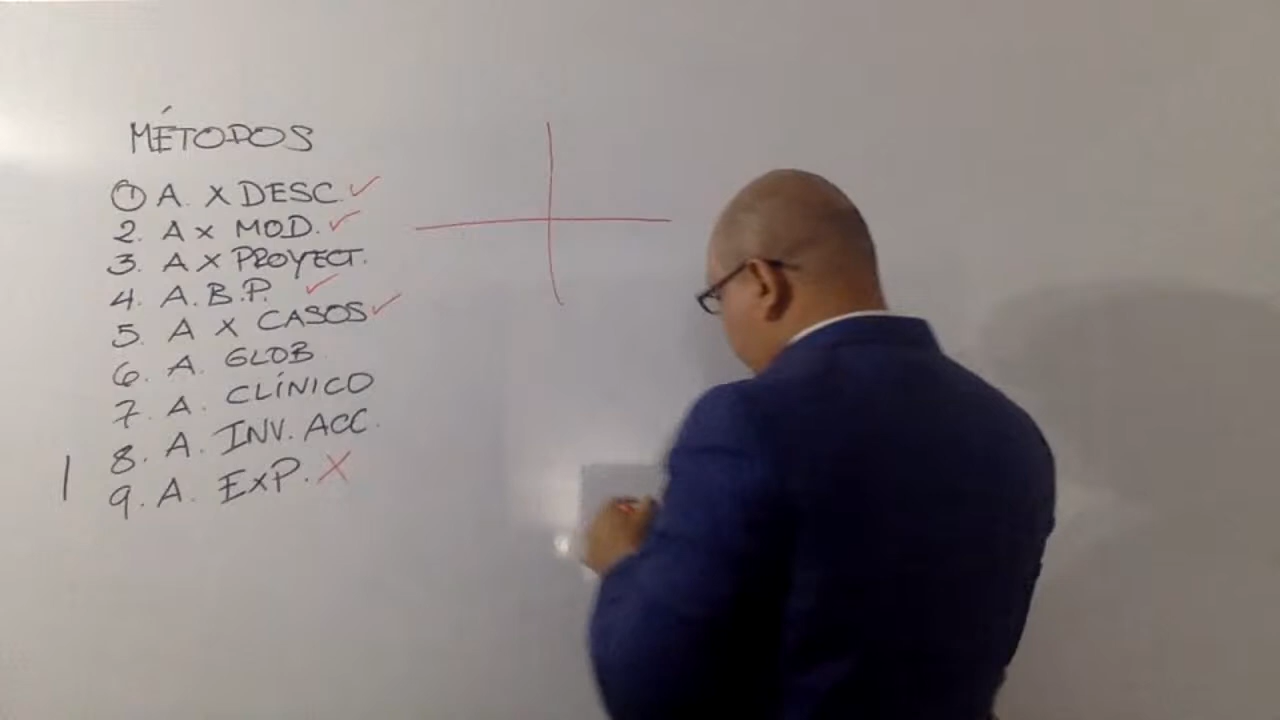 MÉTODOS
1 A. X DESC. ✓
2. A x MOD. ✓
3. A x PROYECT.
4. A.B.P. ✓
5. A X CASOS ✓
6. A. GLOB
7. A. CLÍNICO
8. A. INV. ACC.
9. A. EXP. X